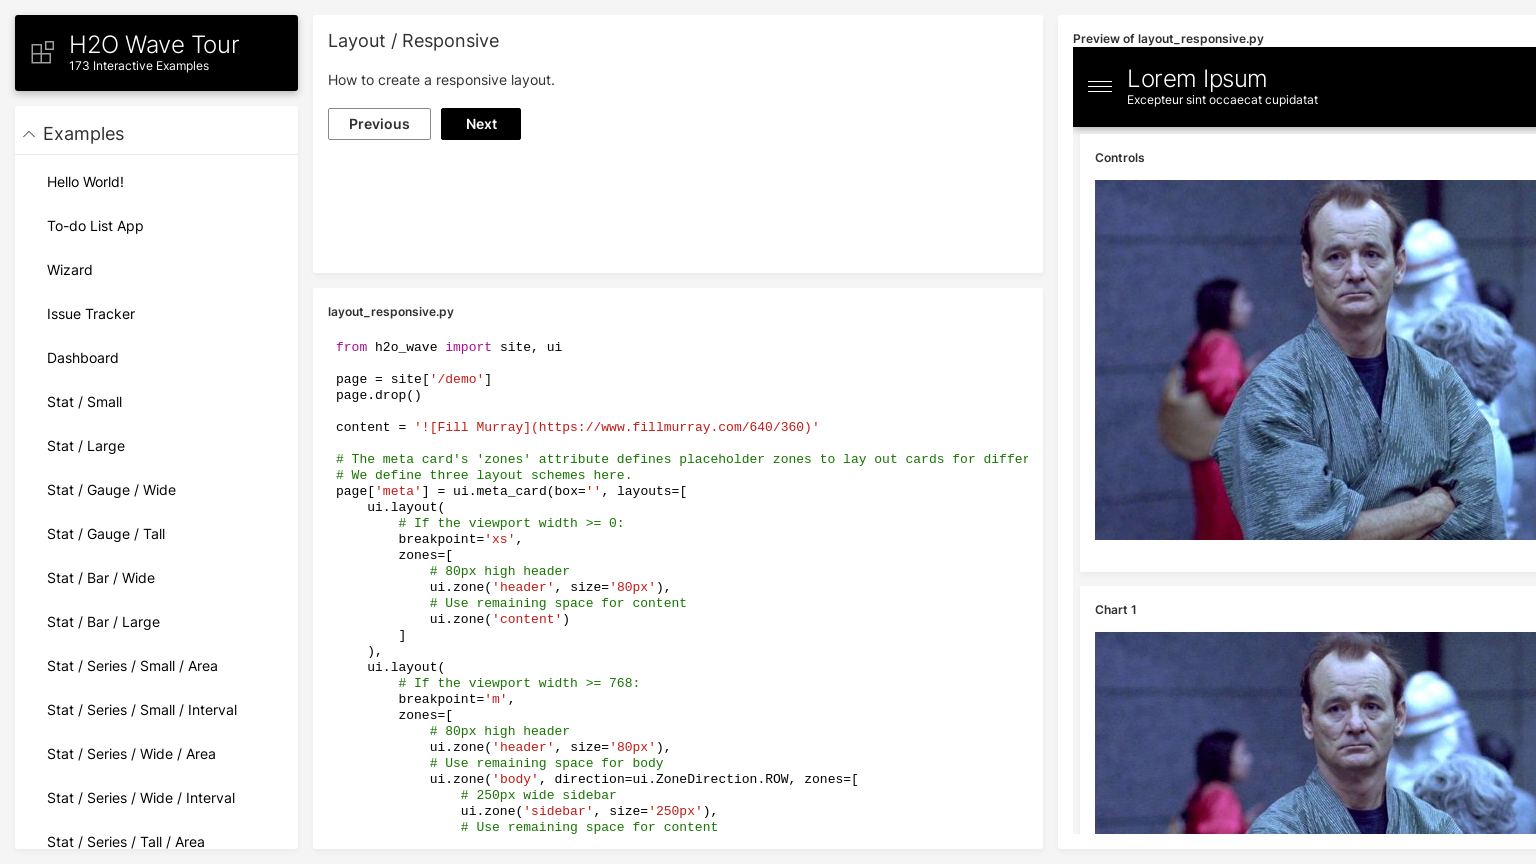 H2O Wave Tour
173 Interactive Examples
Examples
Hello World!
To-do List App
Wizard
Issue Tracker
Dashboard
Stat / Small
Stat / Large
Stat / Gauge / Wide
Stat / Gauge / Tall
Stat / Bar / Wide
Stat / Bar / Large
Stat / Series / Small / Area
Stat / Series / Small / Interval
Stat / Series / Wide / Area
Stat / Series / Wide / Interval
Stat / Series / Tall / Area
Layout / Responsive
How to create a responsive layout.
Previous
Next
layout_responsive.py
from h2o_wave import site, ui
page = site['/demo']
page.drop()
content = '![Fill Murray](https://www.fillmurray.com/640/360)'
# The meta card's 'zones' attribute defines placeholder zones to lay out cards for differ
# We define three layout schemes here.
page['meta'] = ui.meta_card(box='', layouts=[
    ui.layout(
        # If the viewport width >= 0:
        breakpoint='xs',
        zones=[
            # 80px high header
            ui.zone('header', size='80px'),
            # Use remaining space for content
            ui.zone('content')
        ]
    ),
    ui.layout(
        # If the viewport width >= 768:
        breakpoint='m',
        zones=[
            # 80px high header
            ui.zone('header', size='80px'),
            # Use remaining space for body
            ui.zone('body', direction=ui.ZoneDirection.ROW, zones=[
                # 250px wide sidebar
                ui.zone('sidebar', size='250px'),
                # Use remaining space for content
Preview of layout_responsive.py
Lorem Ipsum
Excepteur sint occaecat cupidatat
Controls
Chart 1